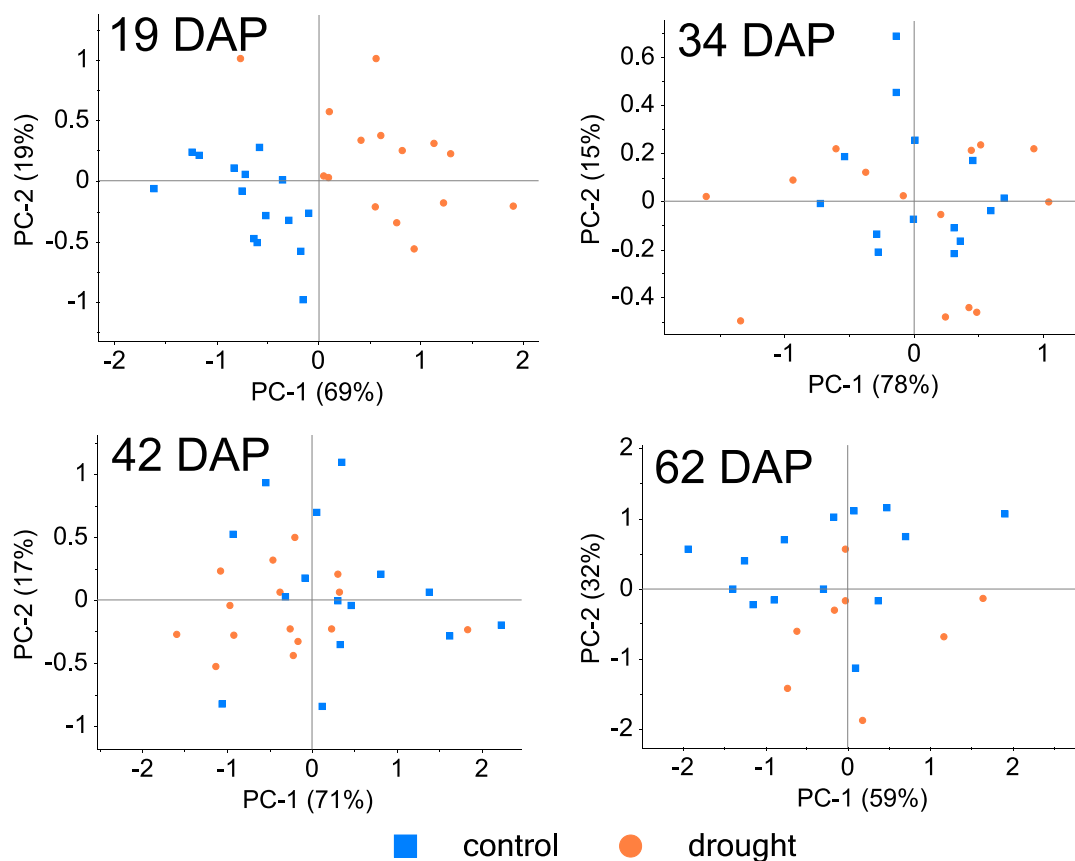 19 DAP
PC-2 (19%)
1
0.5
0
-0.5
-1
-2 -1 0 1 2
PC-1 (69%)
34 DAP
PC-2 (15%)
0.6
0.4
0.2
0
-0.2
-0.4
-1 0 1
PC-1 (78%)
42 DAP
PC-2 (17%)
1
0.5
0
-0.5
-1
-2 -1 0 1 2
PC-1 (71%)
62 DAP
PC-2 (32%)
2
1
0
-1
-2
-2 -1 0 1 2
PC-1 (59%)
control drought